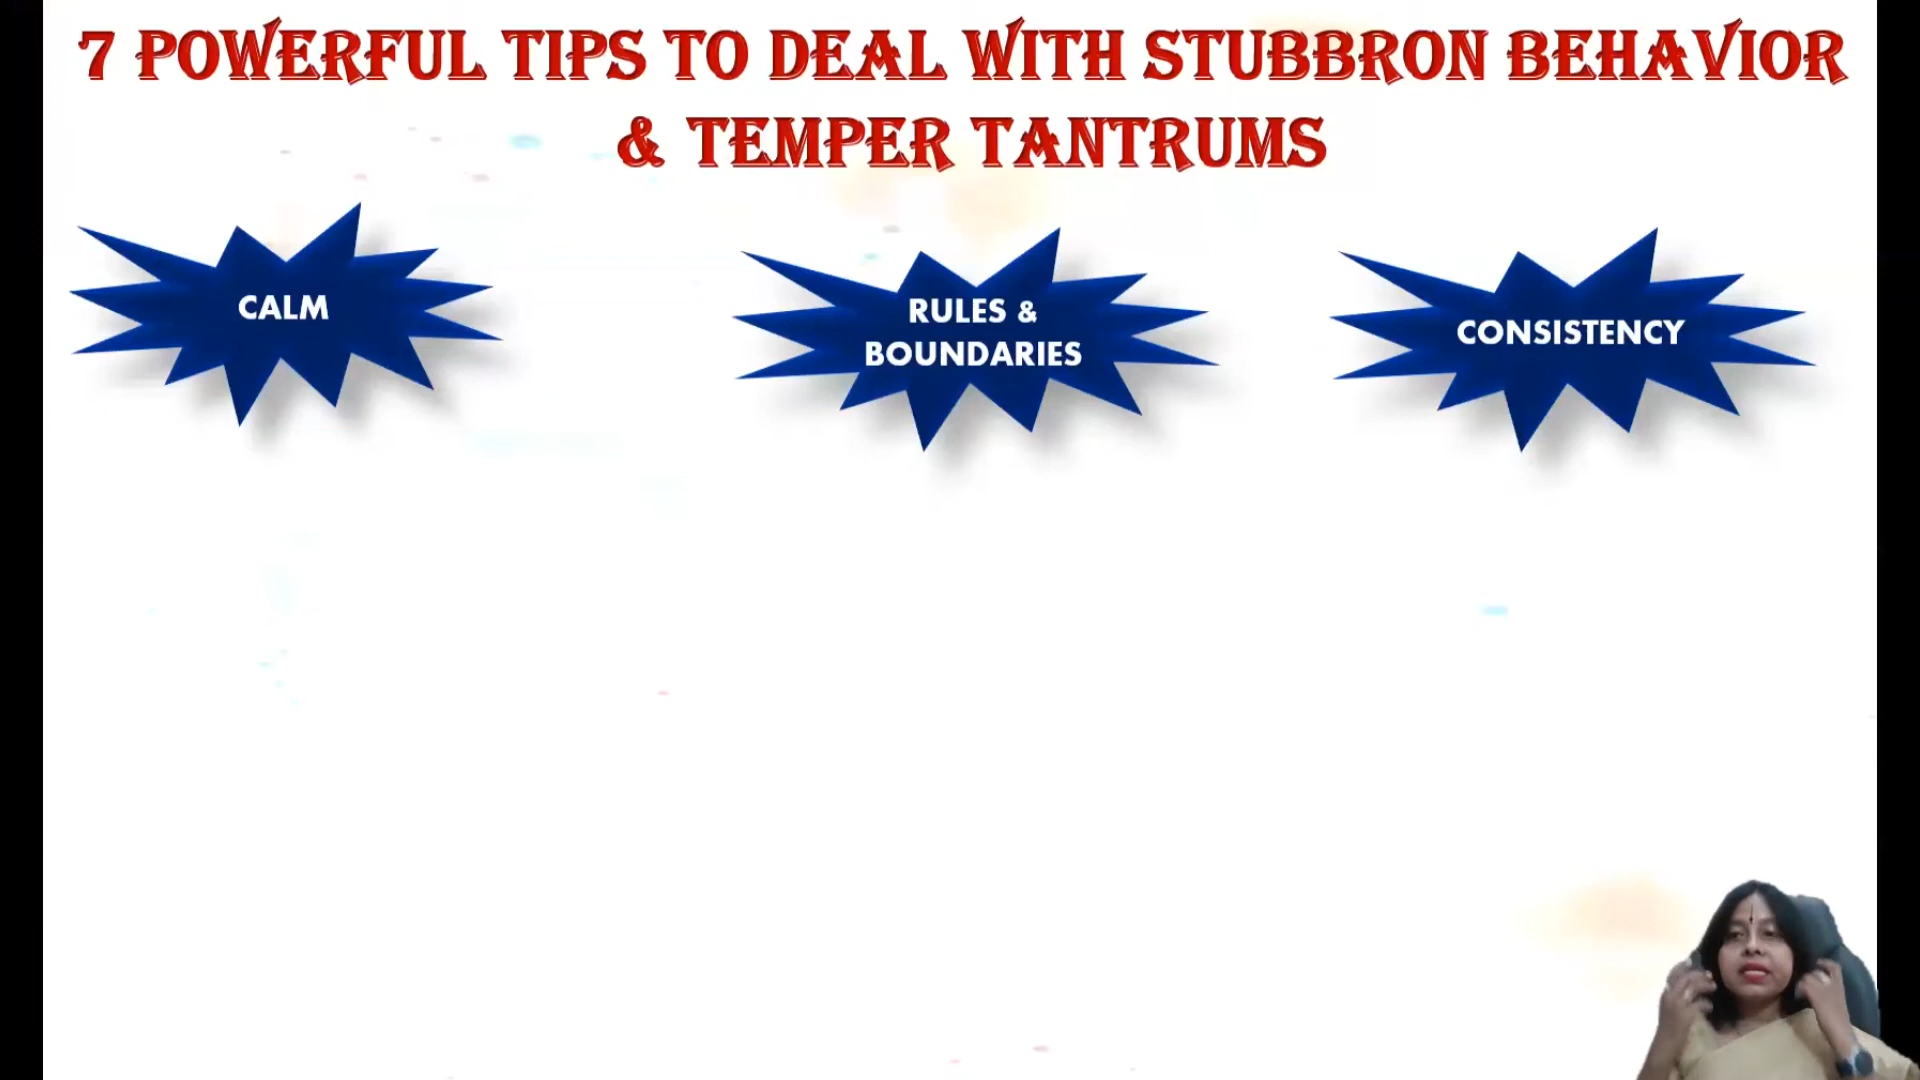 7 POWERFUL TIPS TO DEAL WITH STUBBRON BEHAVIOR
& TEMPER TANTRUMS
CALM
RULES &
BOUNDARIES
CONSISTENCY